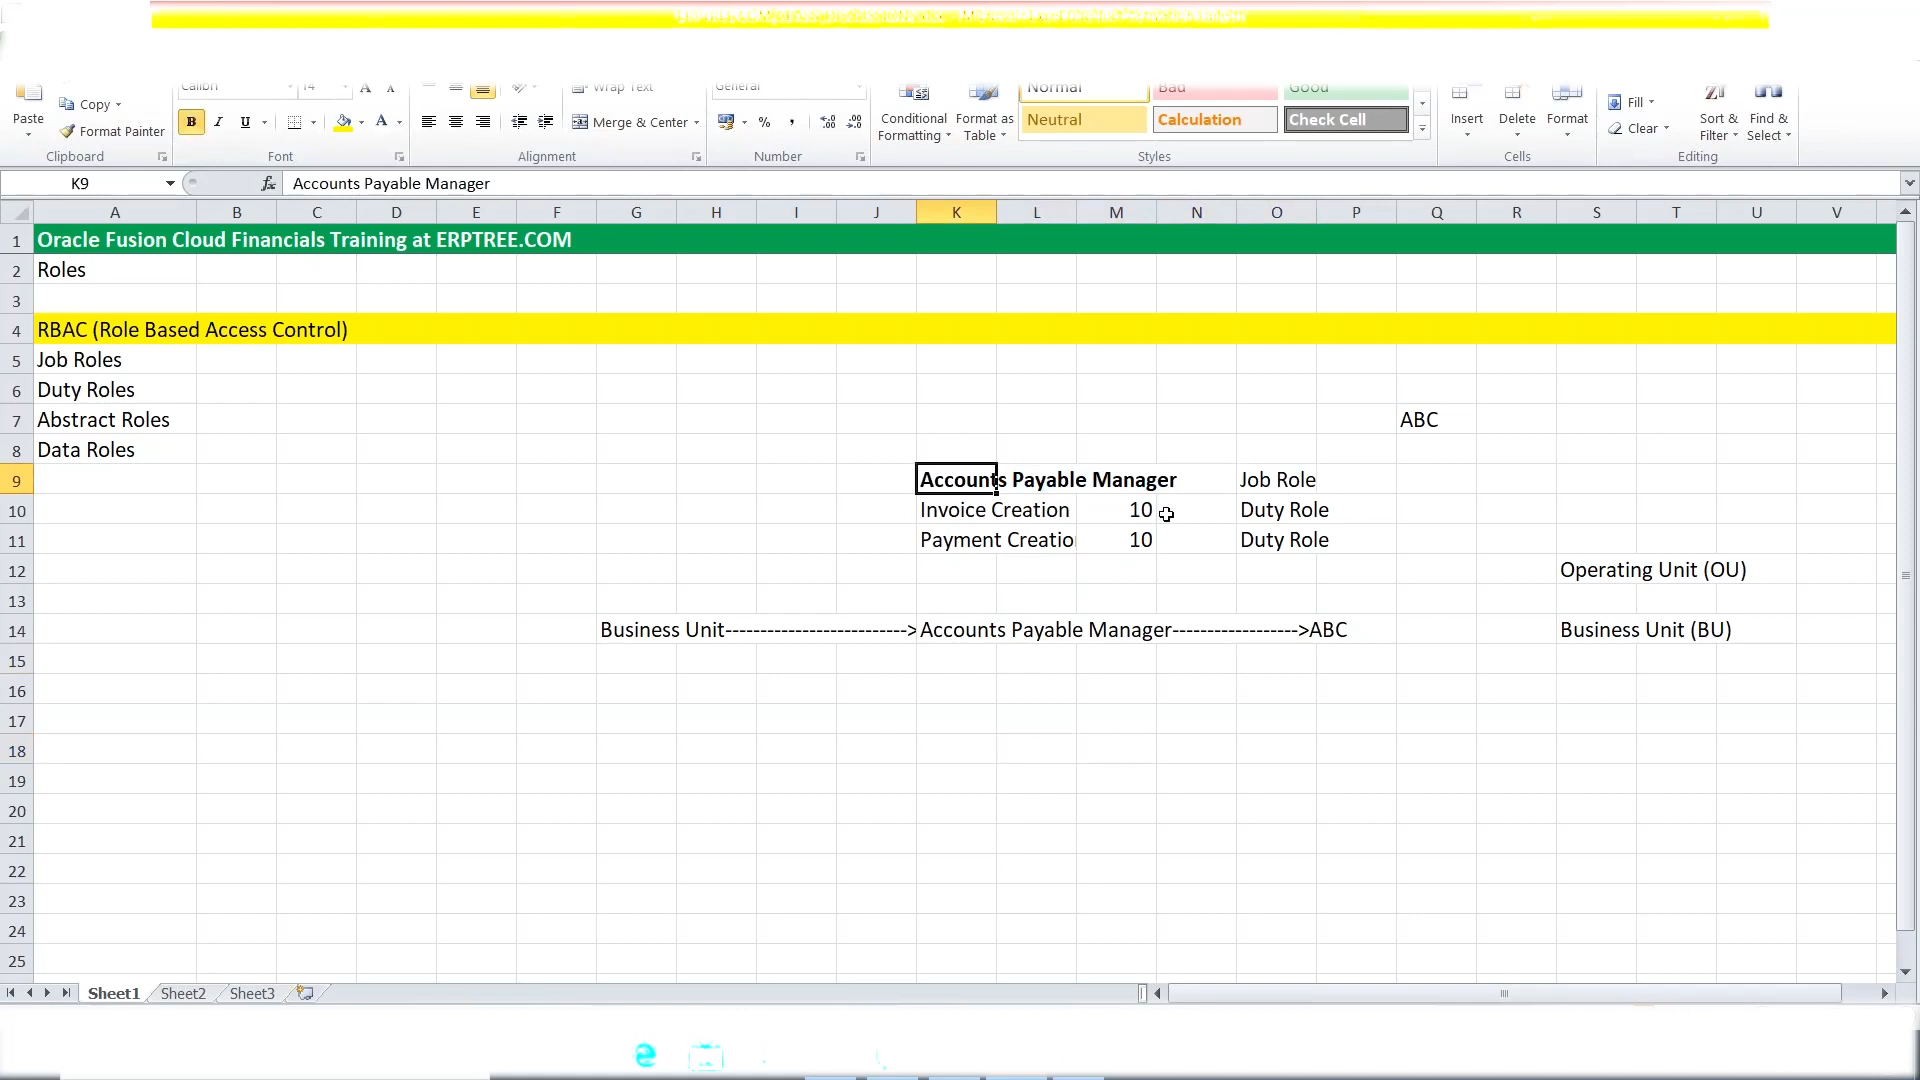 Calibri 14 Wrap Text General Normal Bad Good
Paste Copy Format Painter B I U Merge & Center % , Conditional Formatting Format as Table Neutral Calculation Check Cell Insert Delete Format Fill Clear Sort & Filter Find & Select
Clipboard Font Alignment Number Styles Cells Editing
K9 fx Accounts Payable Manager
A B C D E F G H I J K L M N O P Q R S T U V
1 Oracle Fusion Cloud Financials Training at ERPTREE.COM
2 Roles
3
4 RBAC (Role Based Access Control)
5 Job Roles
6 Duty Roles
7 Abstract Roles ABC
8 Data Roles
9 Accounts Payable Manager Job Role
10 Invoice Creation 10 Duty Role
11 Payment Creatio 10 Duty Role
12 Operating Unit (OU)
13
14 Business Unit-------------------------->Accounts Payable Manager------------------>ABC Business Unit (BU)
15
16
17
18
19
20
21
22
23
24
25
Sheet1 Sheet2 Sheet3